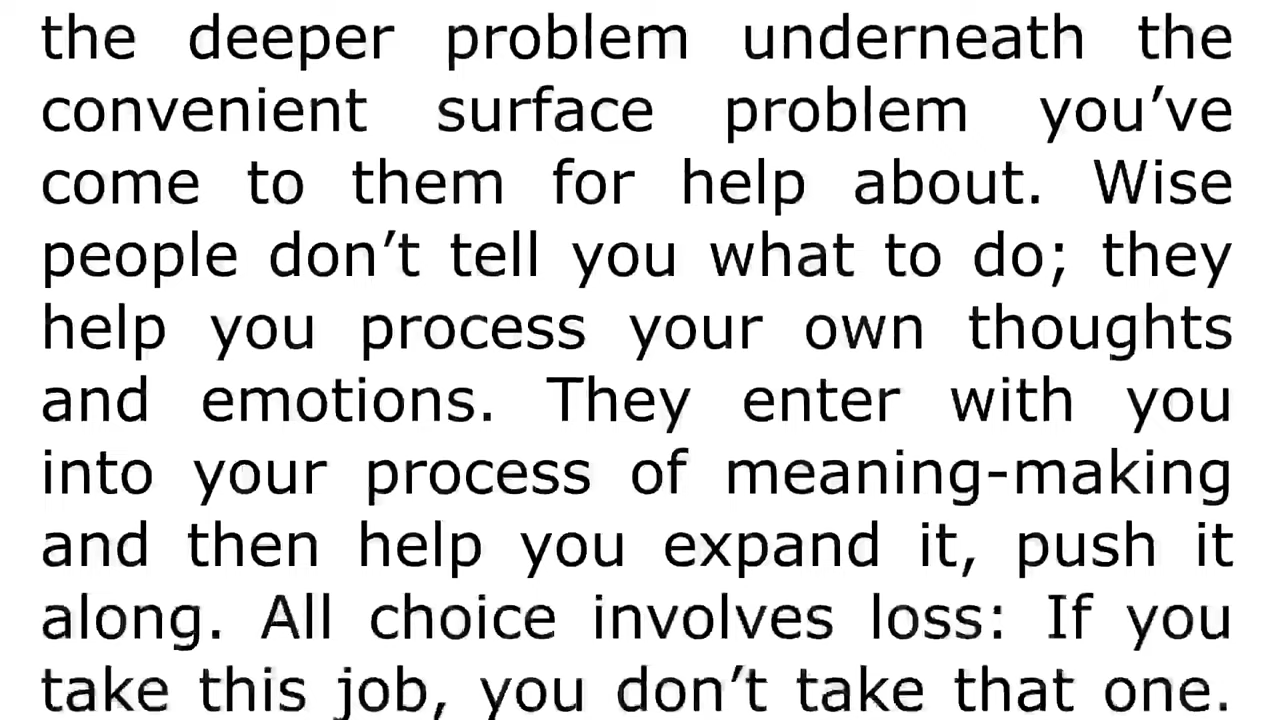 the deeper problem underneath the
convenient surface problem you’ve
come to them for help about. Wise
people don’t tell you what to do; they
help you process your own thoughts
and emotions. They enter with you
into your process of meaning-making
and then help you expand it, push it
along. All choice involves loss: If you
take this job, you don’t take that one.